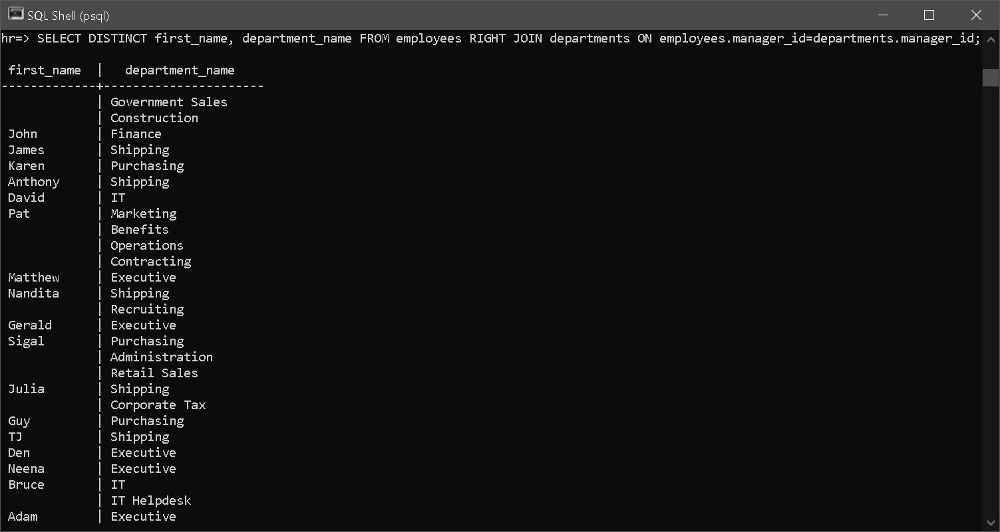 SQL Shell (psql)
hr=> SELECT DISTINCT first_name, department_name FROM employees RIGHT JOIN departments ON employees.manager_id=departments.manager_id;
 first_name  |   department_name
-------------+----------------------
             | Government Sales
             | Construction
 John        | Finance
 James       | Shipping
 Karen       | Purchasing
 Anthony     | Shipping
 David       | IT
 Pat         | Marketing
             | Benefits
             | Operations
             | Contracting
 Matthew     | Executive
 Nandita     | Shipping
             | Recruiting
 Gerald      | Executive
 Sigal       | Purchasing
             | Administration
             | Retail Sales
 Julia       | Shipping
             | Corporate Tax
 Guy         | Purchasing
 TJ          | Shipping
 Den         | Executive
 Neena       | Executive
 Bruce       | IT
             | IT Helpdesk
 Adam        | Executive